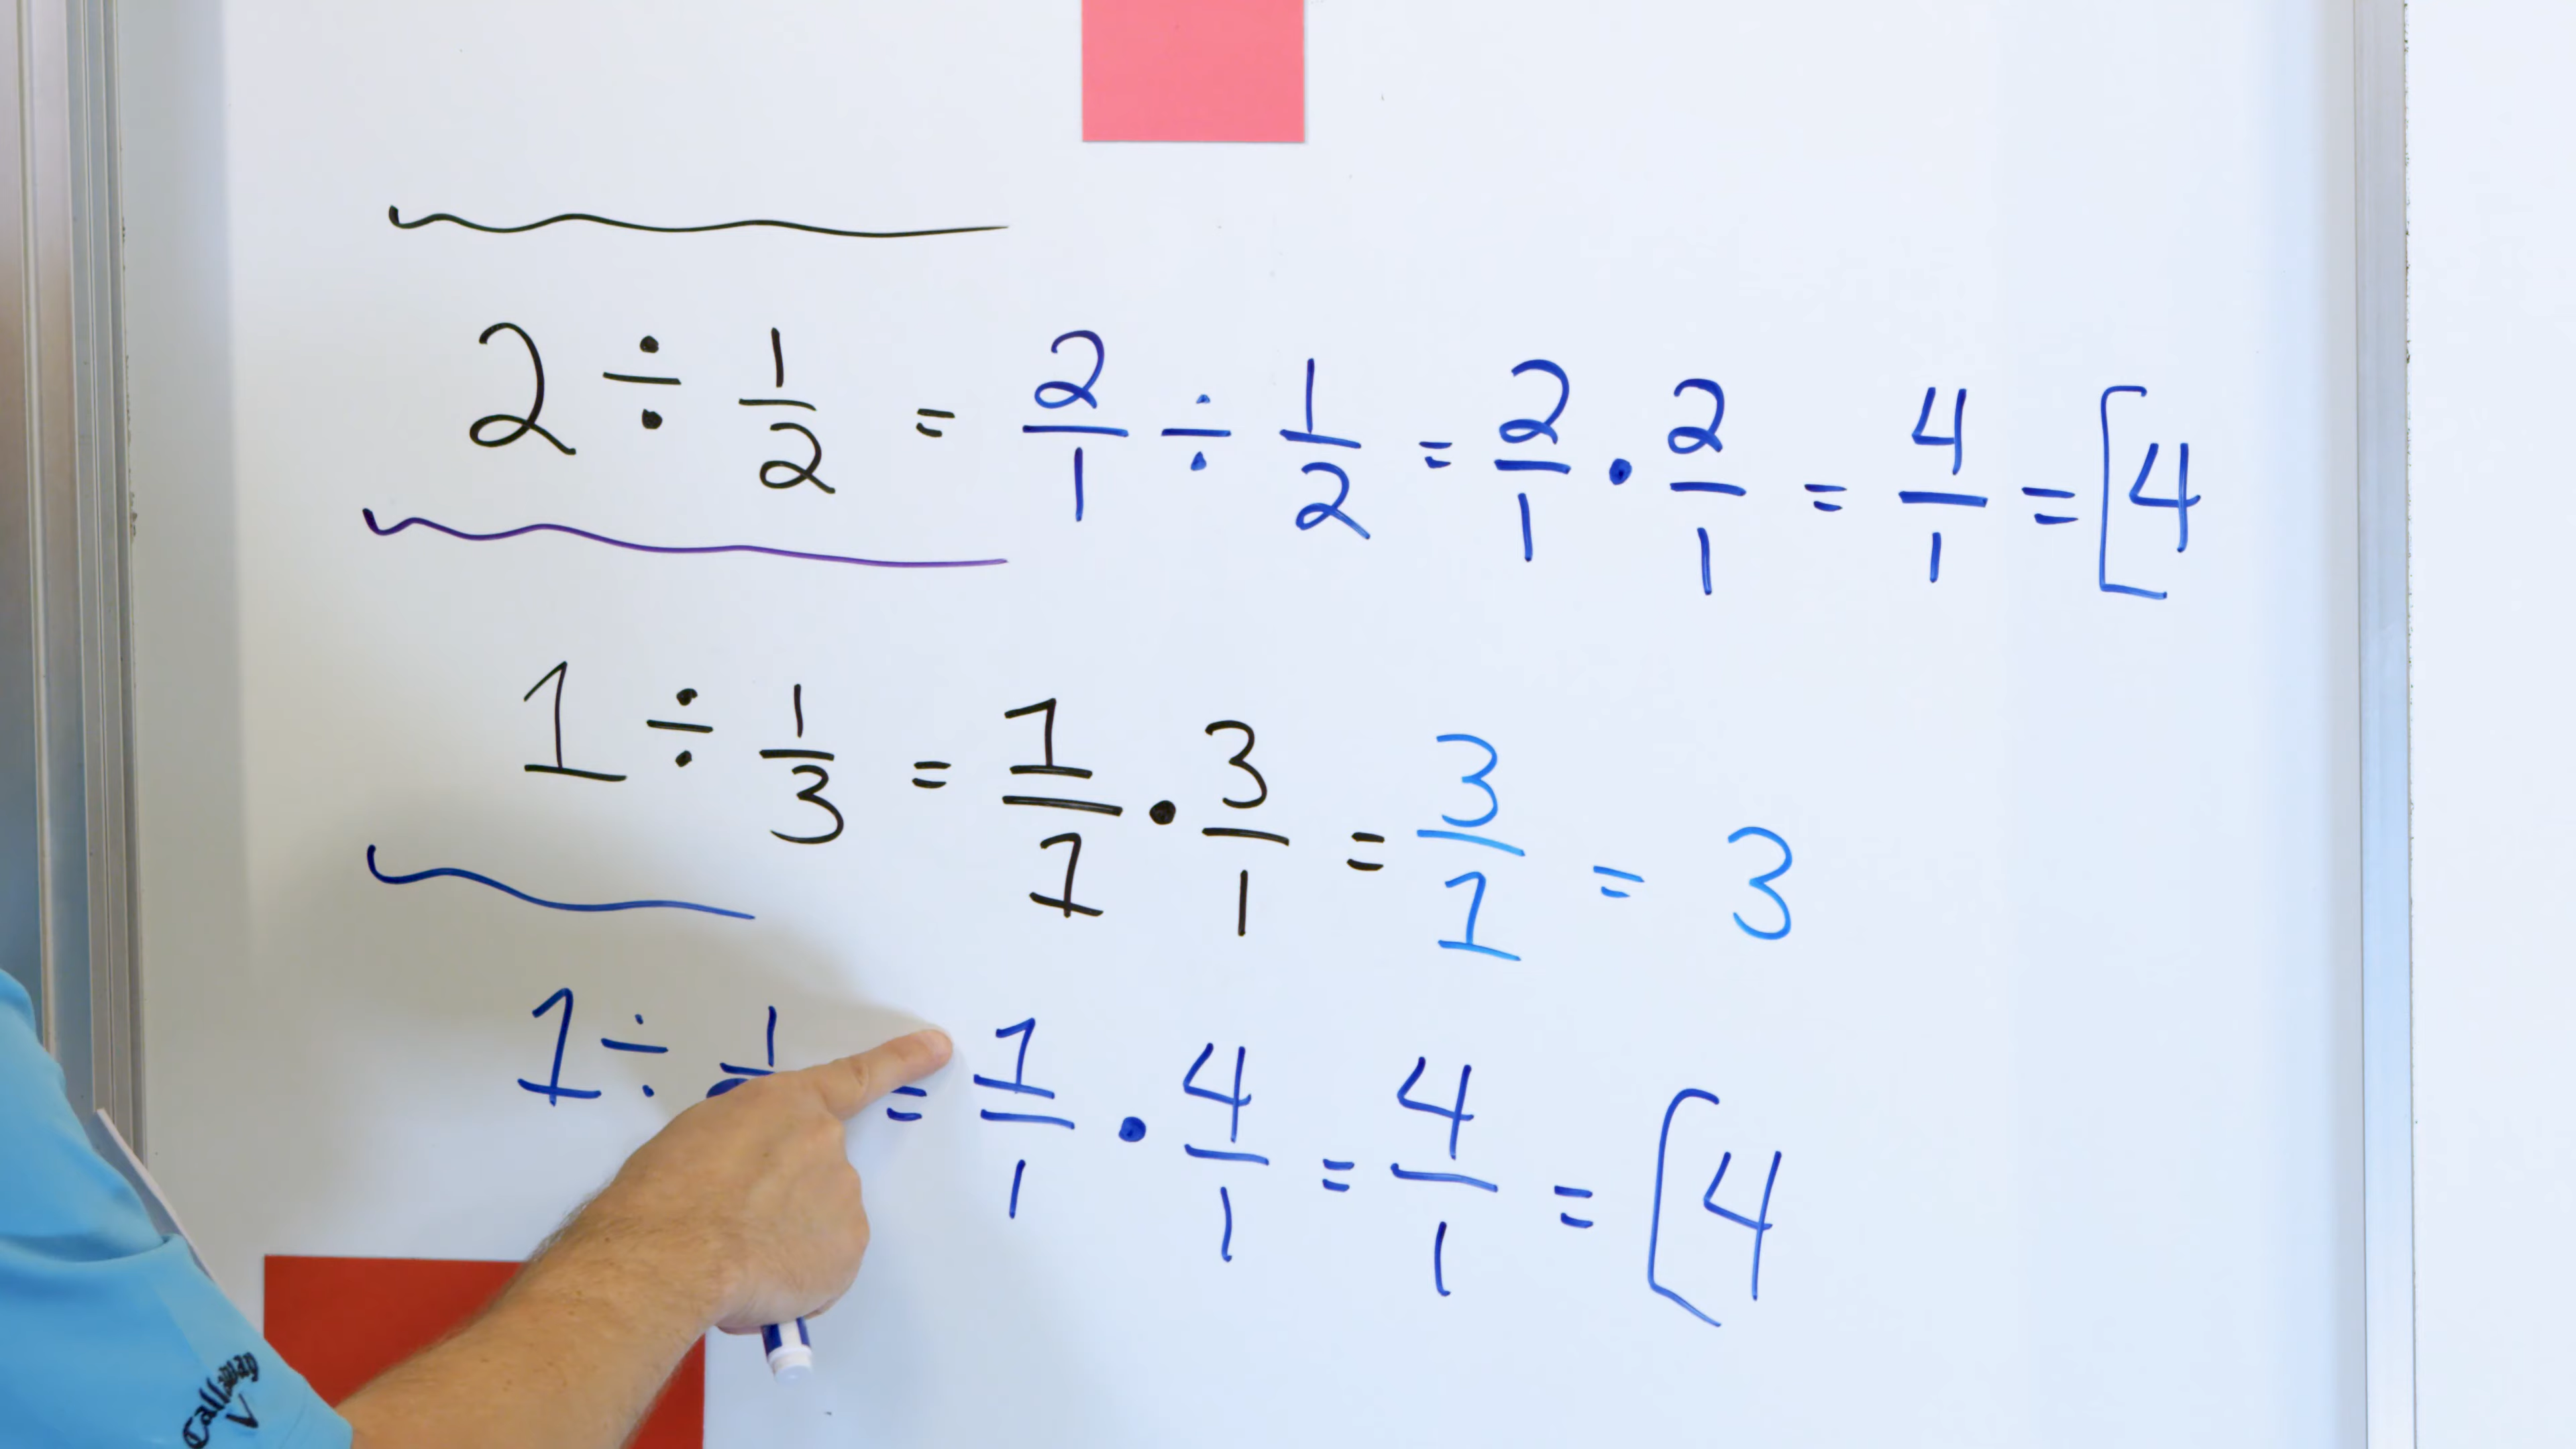 2 ÷ 1/2 = 2/1 ÷ 1/2 = 2/1 • 2/1 = 4/1 = [4
1 ÷ 1/3 = 1/1 • 3/1 = 3/1 = 3
1 ÷ 1/ = 1/1 • 4/1 = 4/1 = [4
Callaway